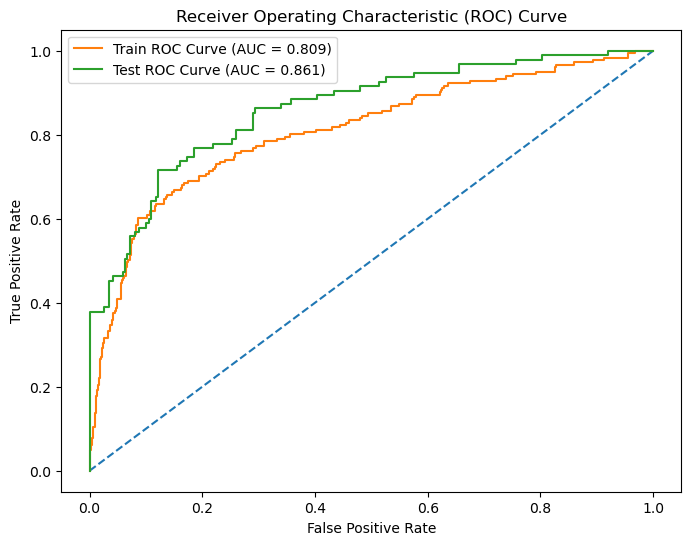 Receiver Operating Characteristic (ROC) Curve
Train ROC Curve (AUC = 0.809)
Test ROC Curve (AUC = 0.861)
True Positive Rate
1.0
0.8
0.6
0.4
0.2
0.0
0.0 0.2 0.4 0.6 0.8 1.0
False Positive Rate